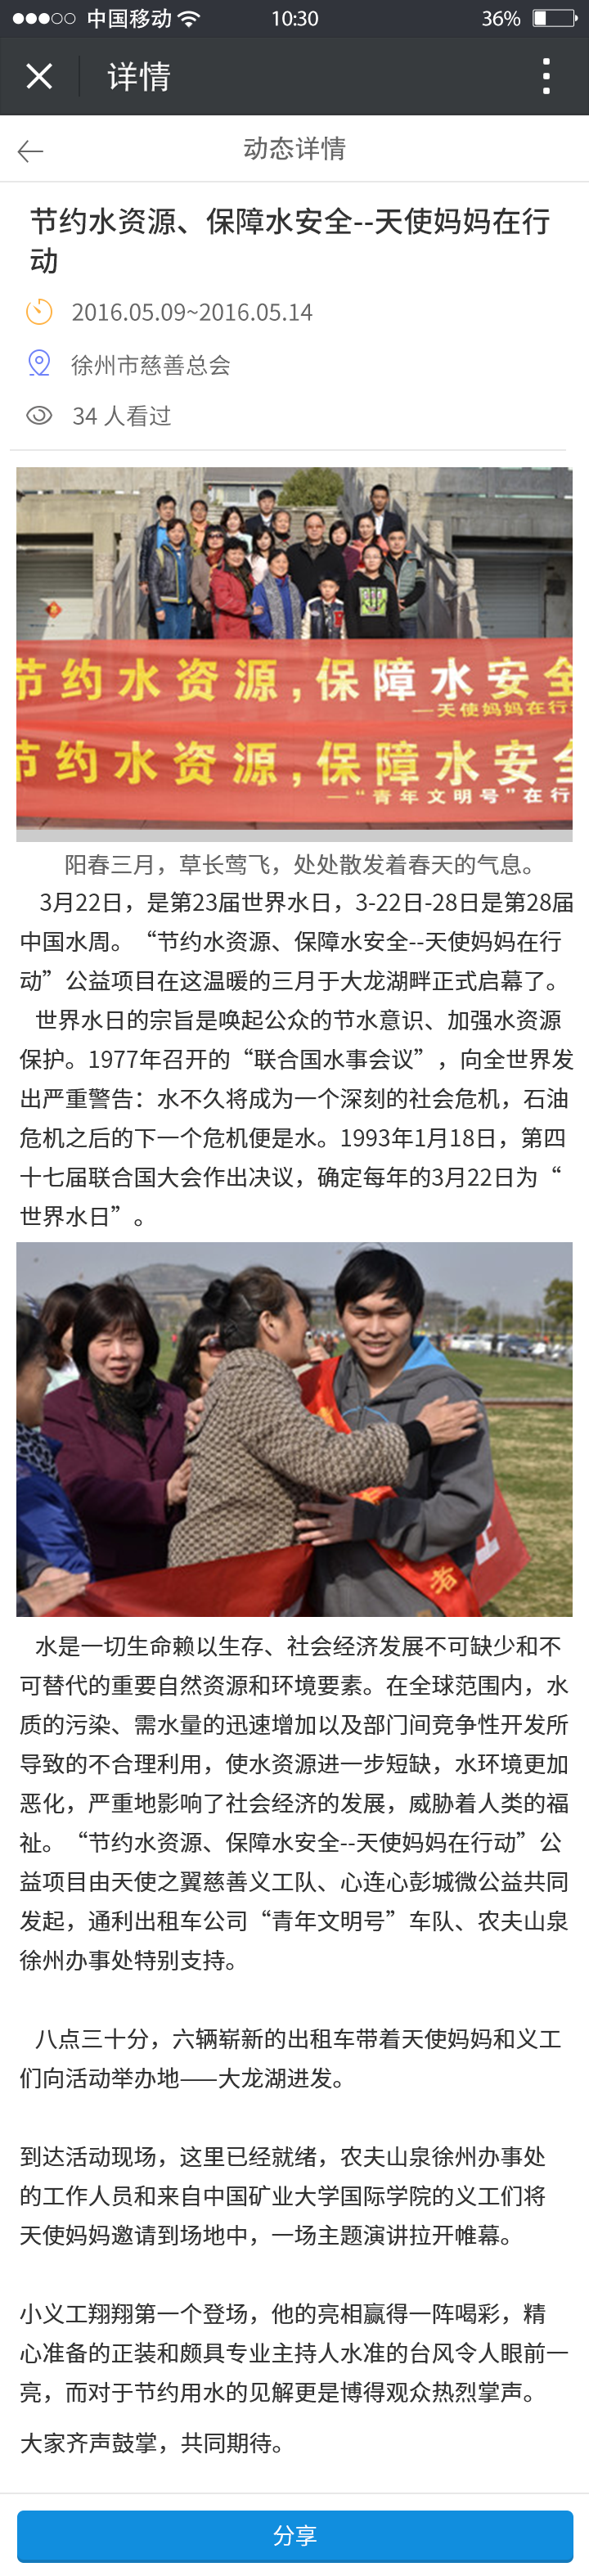 中国移动
10:30
36%
详情
动态详情
节约水资源、保障水安全--天使妈妈在行
动
2016.05.09~2016.05.14
徐州市慈善总会
34 人看过
节约水资源,保障水安全
—天使妈妈在行
节约水资源,保障水安全
—“青年文明号”在行
阳春三月，草长莺飞，处处散发着春天的气息。
3月22日，是第23届世界水日，3-22日-28日是第28届
中国水周。“节约水资源、保障水安全--天使妈妈在行
动”公益项目在这温暖的三月于大龙湖畔正式启幕了。
世界水日的宗旨是唤起公众的节水意识、加强水资源
保护。1977年召开的“联合国水事会议”，向全世界发
出严重警告：水不久将成为一个深刻的社会危机，石油
危机之后的下一个危机便是水。1993年1月18日，第四
十七届联合国大会作出决议，确定每年的3月22日为“
世界水日”。
者
水是一切生命赖以生存、社会经济发展不可缺少和不
可替代的重要自然资源和环境要素。在全球范围内，水
质的污染、需水量的迅速增加以及部门间竞争性开发所
导致的不合理利用，使水资源进一步短缺，水环境更加
恶化，严重地影响了社会经济的发展，威胁着人类的福
祉。“节约水资源、保障水安全--天使妈妈在行动”公
益项目由天使之翼慈善义工队、心连心彭城微公益共同
发起，通利出租车公司“青年文明号”车队、农夫山泉
徐州办事处特别支持。
八点三十分，六辆崭新的出租车带着天使妈妈和义工
们向活动举办地——大龙湖进发。
到达活动现场，这里已经就绪，农夫山泉徐州办事处
的工作人员和来自中国矿业大学国际学院的义工们将
天使妈妈邀请到场地中，一场主题演讲拉开帷幕。
小义工翔翔第一个登场，他的亮相赢得一阵喝彩，精
心准备的正装和颇具专业主持人水准的台风令人眼前一
亮，而对于节约用水的见解更是博得观众热烈掌声。
大家齐声鼓掌，共同期待。
分享